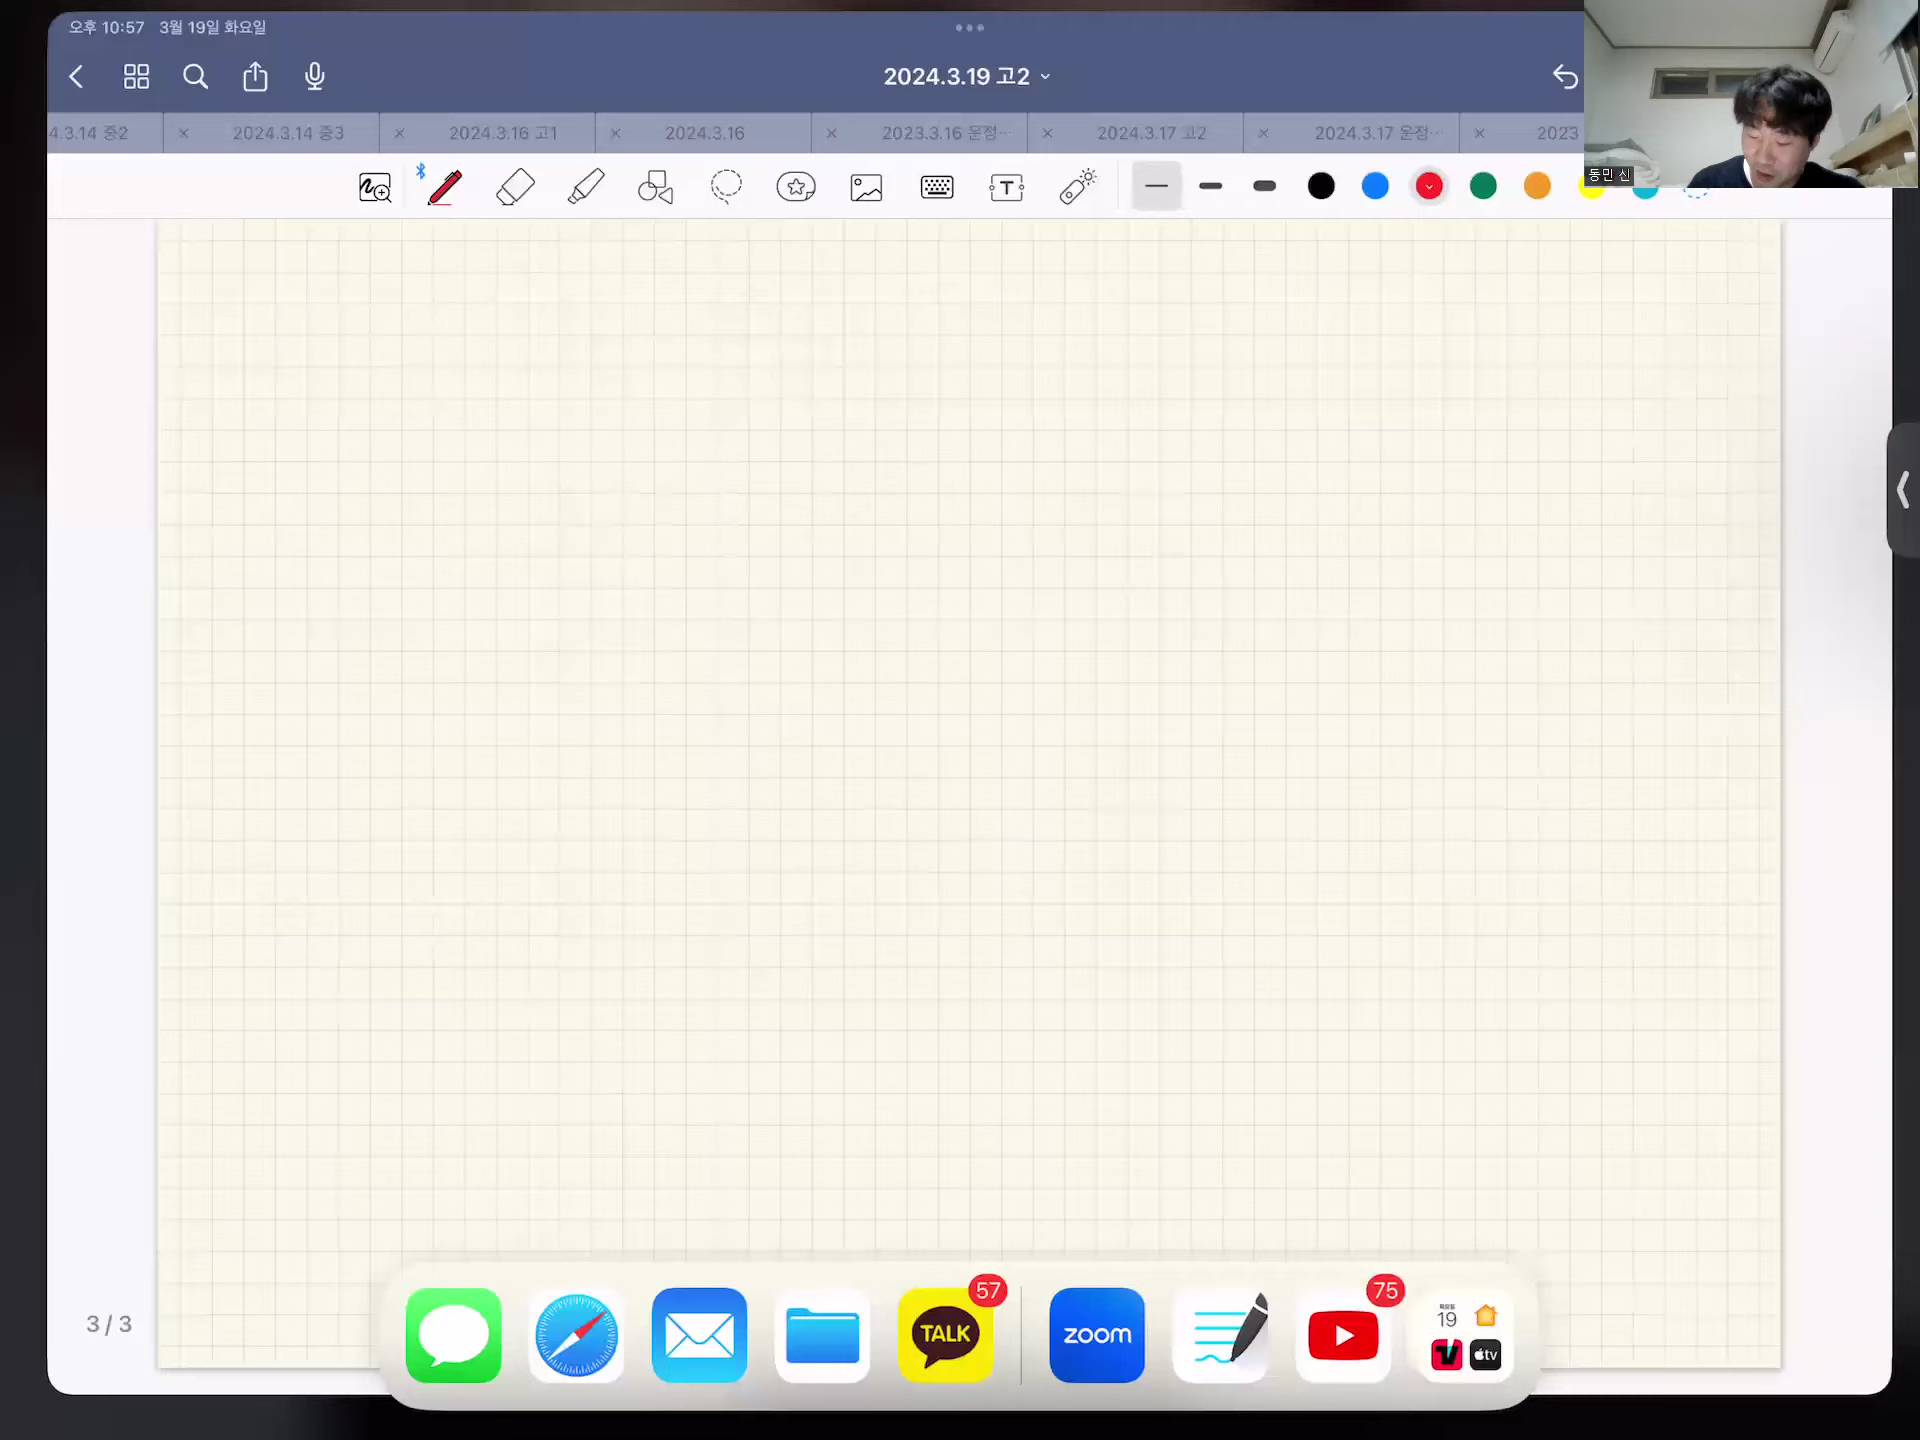 오후 10:57 3월 19일 화요일
2024.3.19 고2
4.3.14 중2
2024.3.14 중3
2024.3.16 고1
2024.3.16
2023.3.16 운정…
2024.3.17 고2
2024.3.17 운정…
2023
동민 신
T
3 / 3
TALK
57
zoom
75
19
tv